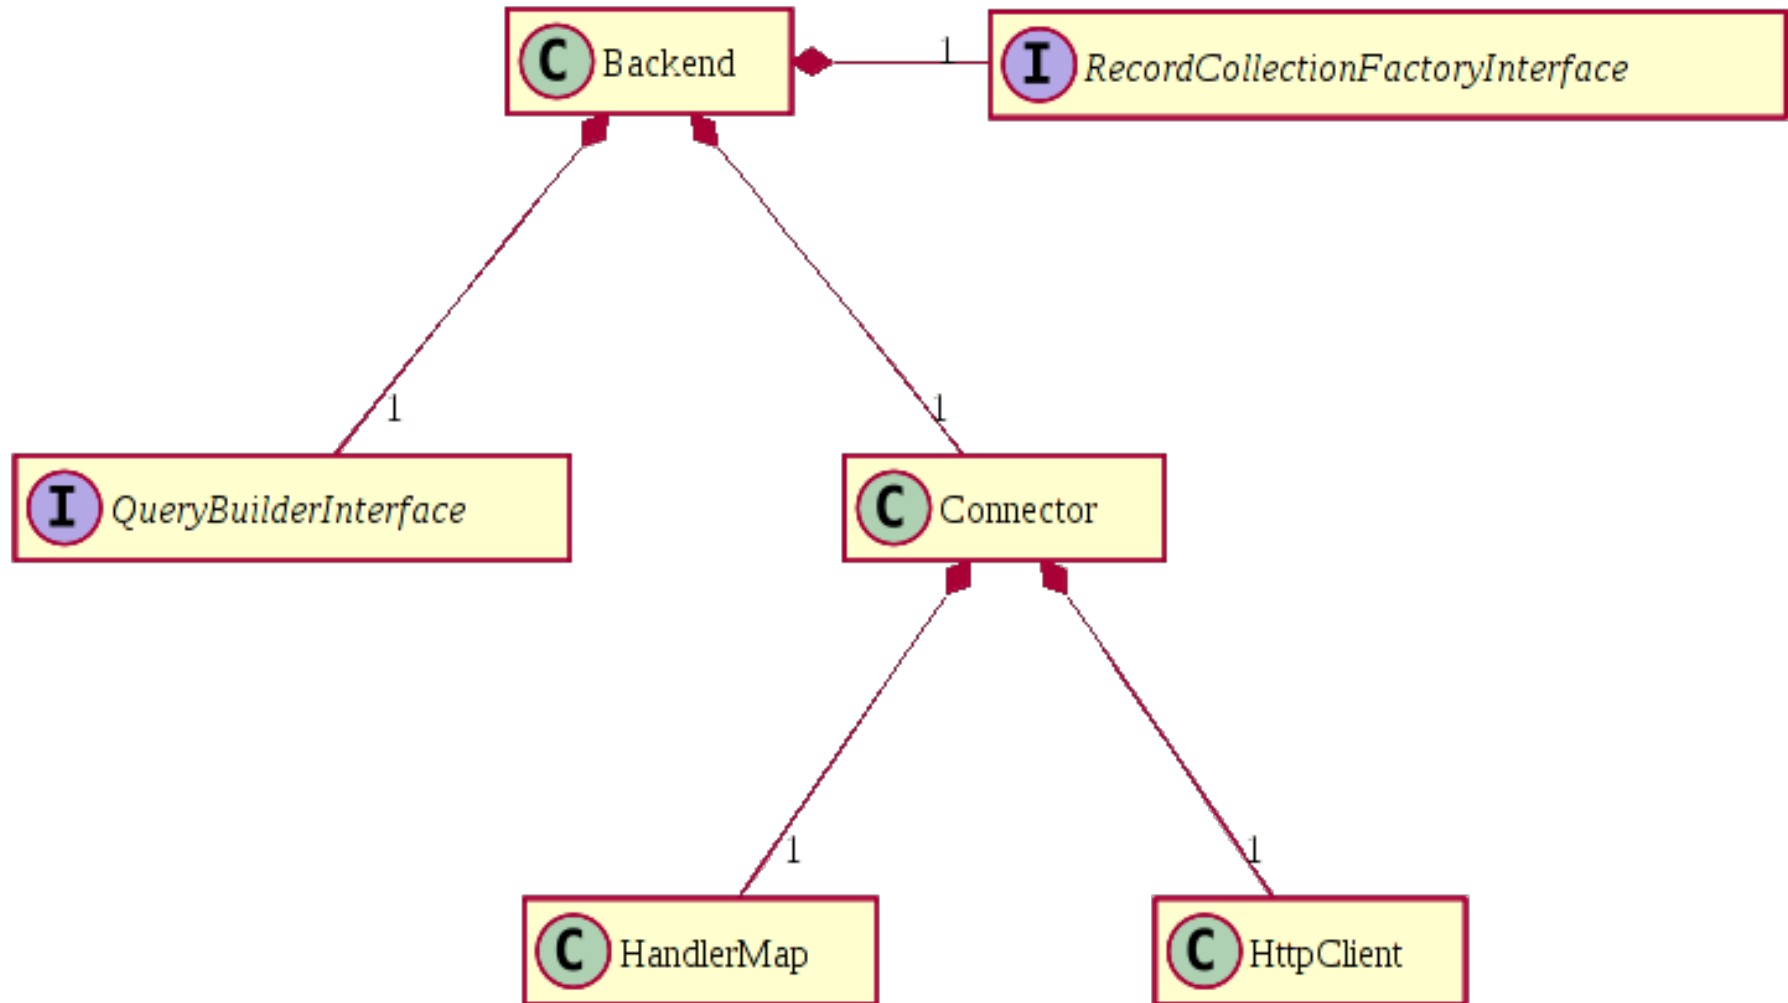 C Backend
1
I RecordCollectionFactoryInterface
1
1
I QueryBuilderInterface
C Connector
1
1
C HandlerMap
C HttpClient